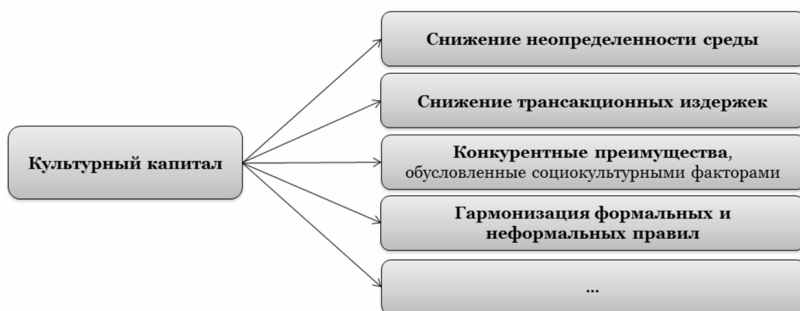 Снижение неопределенности среды
Снижение трансакционных издержек
Культурный капитал
Конкурентные преимущества,
обусловленные социокультурными факторами
Гармонизация формальных и
неформальных правил
...